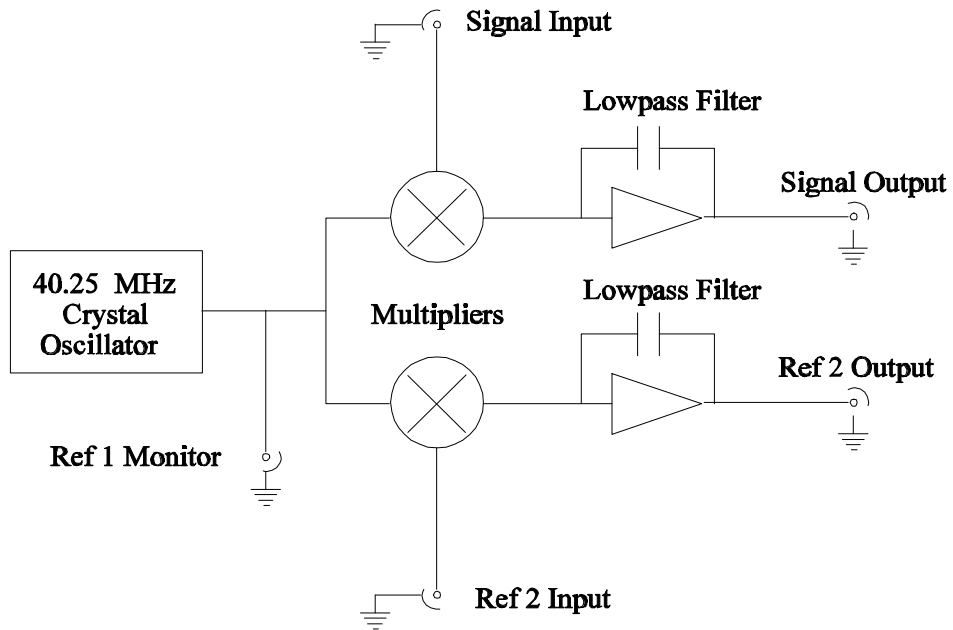 Signal Input
Lowpass Filter
Signal Output
40.25 MHz
Crystal
Oscillator
Multipliers
Lowpass Filter
Ref 2 Output
Ref 1 Monitor
Ref 2 Input